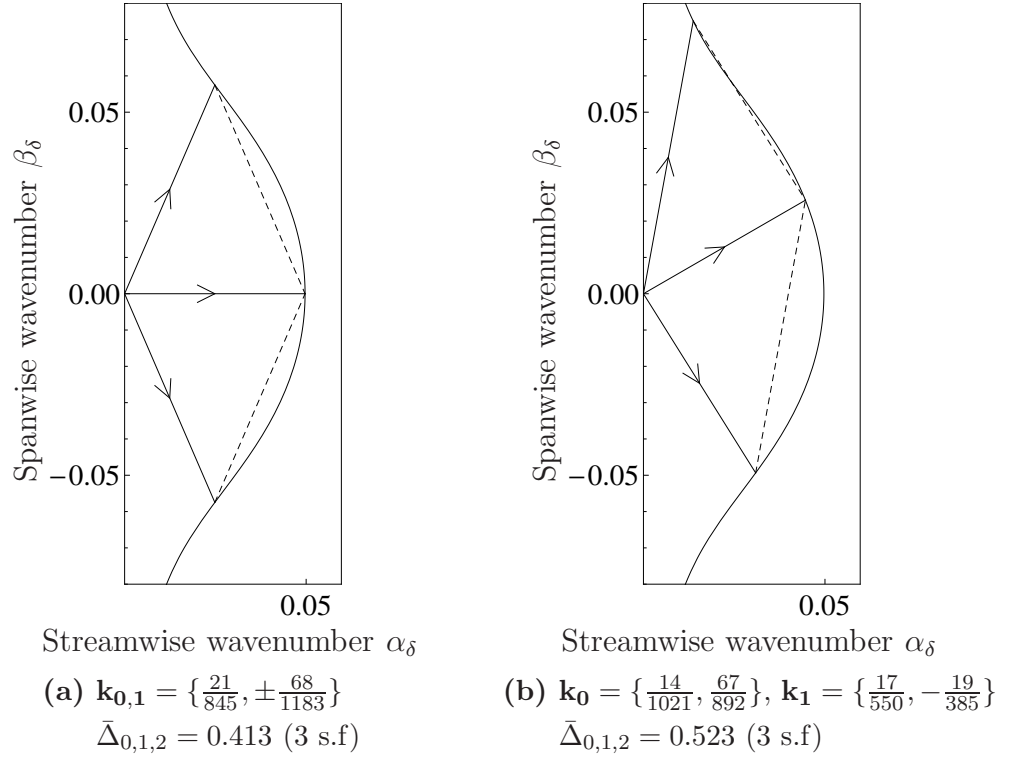 0.05
0.00
−0.05
Spanwise wavenumber β_δ
0.05
Streamwise wavenumber α_δ
(a) k_{0,1} = {21/845, ±68/1183}
Δ̄_{0,1,2} = 0.413 (3 s.f)
0.05
0.00
−0.05
Spanwise wavenumber β_δ
0.05
Streamwise wavenumber α_δ
(b) k_0 = {14/1021, 67/892}, k_1 = {17/550, −19/385}
Δ̄_{0,1,2} = 0.523 (3 s.f)